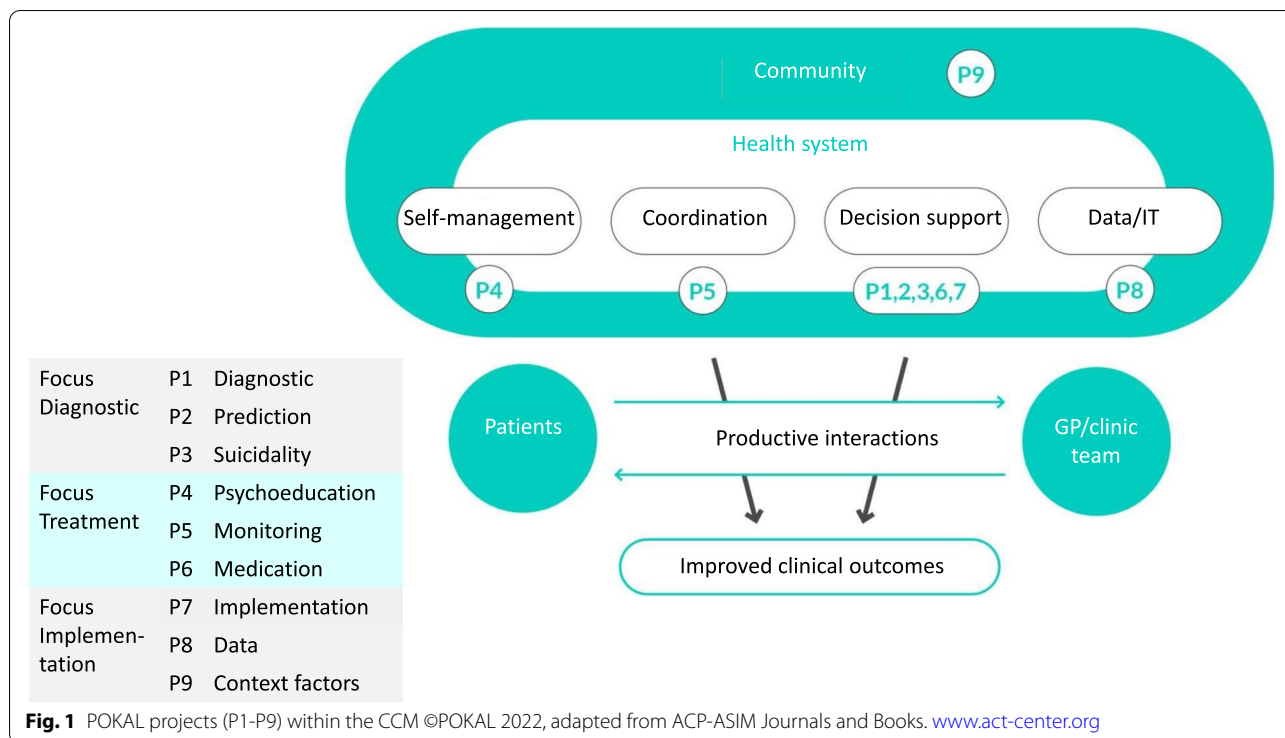 Community P9
Health system
Self-management Coordination Decision support Data/IT
P4 P5 P1,2,3,6,7 P8
Patients
Productive interactions
GP/clinic
team
Improved clinical outcomes
Focus
Diagnostic
P1 Diagnostic
P2 Prediction
P3 Suicidality
Focus
Treatment
P4 Psychoeducation
P5 Monitoring
P6 Medication
Focus
Implemen-
tation
P7 Implementation
P8 Data
P9 Context factors
Fig. 1 POKAL projects (P1-P9) within the CCM ©POKAL 2022, adapted from ACP-ASIM Journals and Books. www.act-center.org